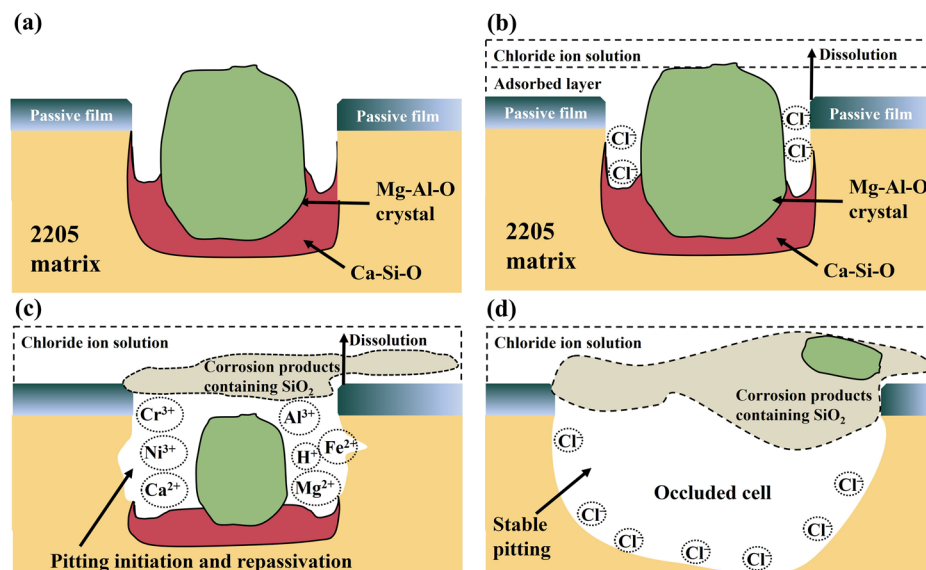 (a)
Passive film
Passive film
Mg-Al-O
crystal
2205
matrix
Ca-Si-O
(b)
Chloride ion solution
Dissolution
Adsorbed layer
Passive film
Passive film
Cl⁻
Cl⁻
Cl⁻
Cl⁻
Mg-Al-O
crystal
2205
matrix
Ca-Si-O
(c)
Chloride ion solution
Dissolution
Corrosion products
containing SiO₂
Cr³⁺
Al³⁺
Ni³⁺
H⁺
Fe²⁺
Ca²⁺
Mg²⁺
Pitting initiation and repassivation
(d)
Chloride ion solution
Corrosion products
containing SiO₂
Cl⁻
Occluded cell
Cl⁻
Stable
pitting
Cl⁻
Cl⁻
Cl⁻
Cl⁻
Cl⁻